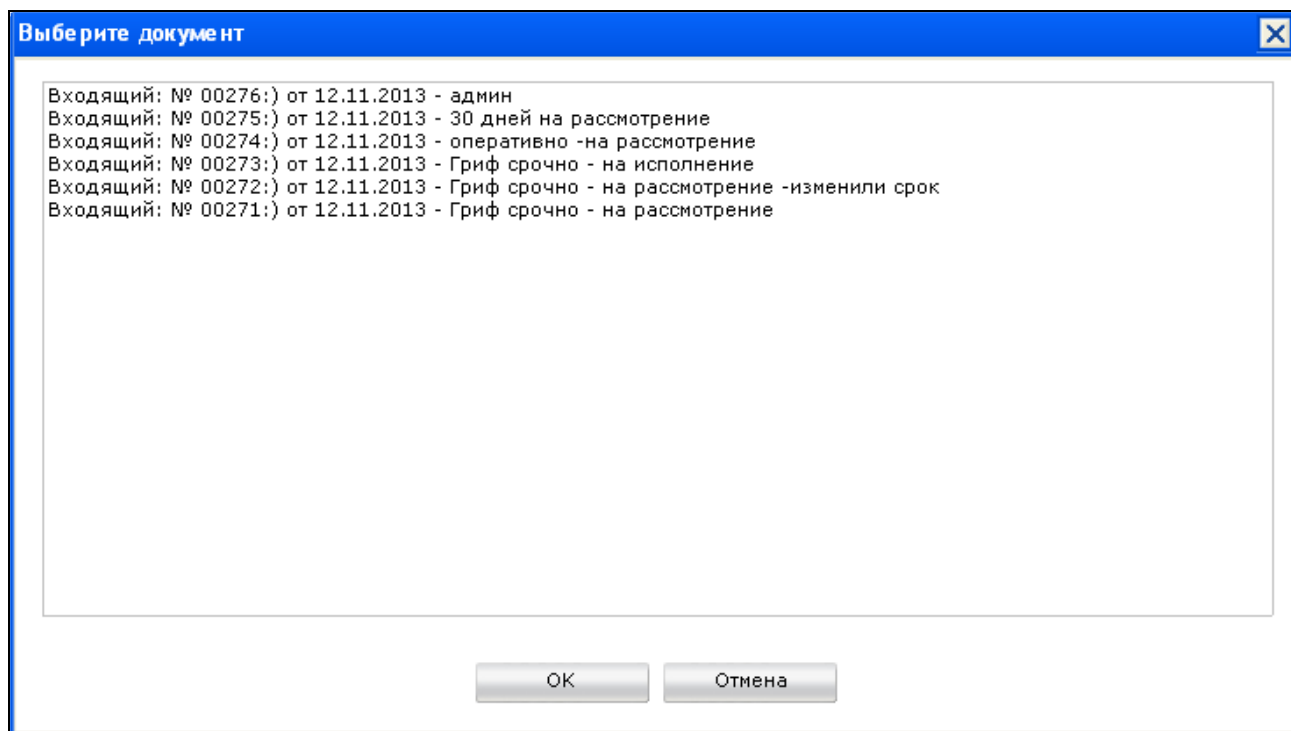 Выберите документ
Входящий: № 00276:) от 12.11.2013 - админ
Входящий: № 00275:) от 12.11.2013 - 30 дней на рассмотрение
Входящий: № 00274:) от 12.11.2013 - оперативно -на рассмотрение
Входящий: № 00273:) от 12.11.2013 - Гриф срочно - на исполнение
Входящий: № 00272:) от 12.11.2013 - Гриф срочно - на рассмотрение -изменили срок
Входящий: № 00271:) от 12.11.2013 - Гриф срочно - на рассмотрение
OK Отмена